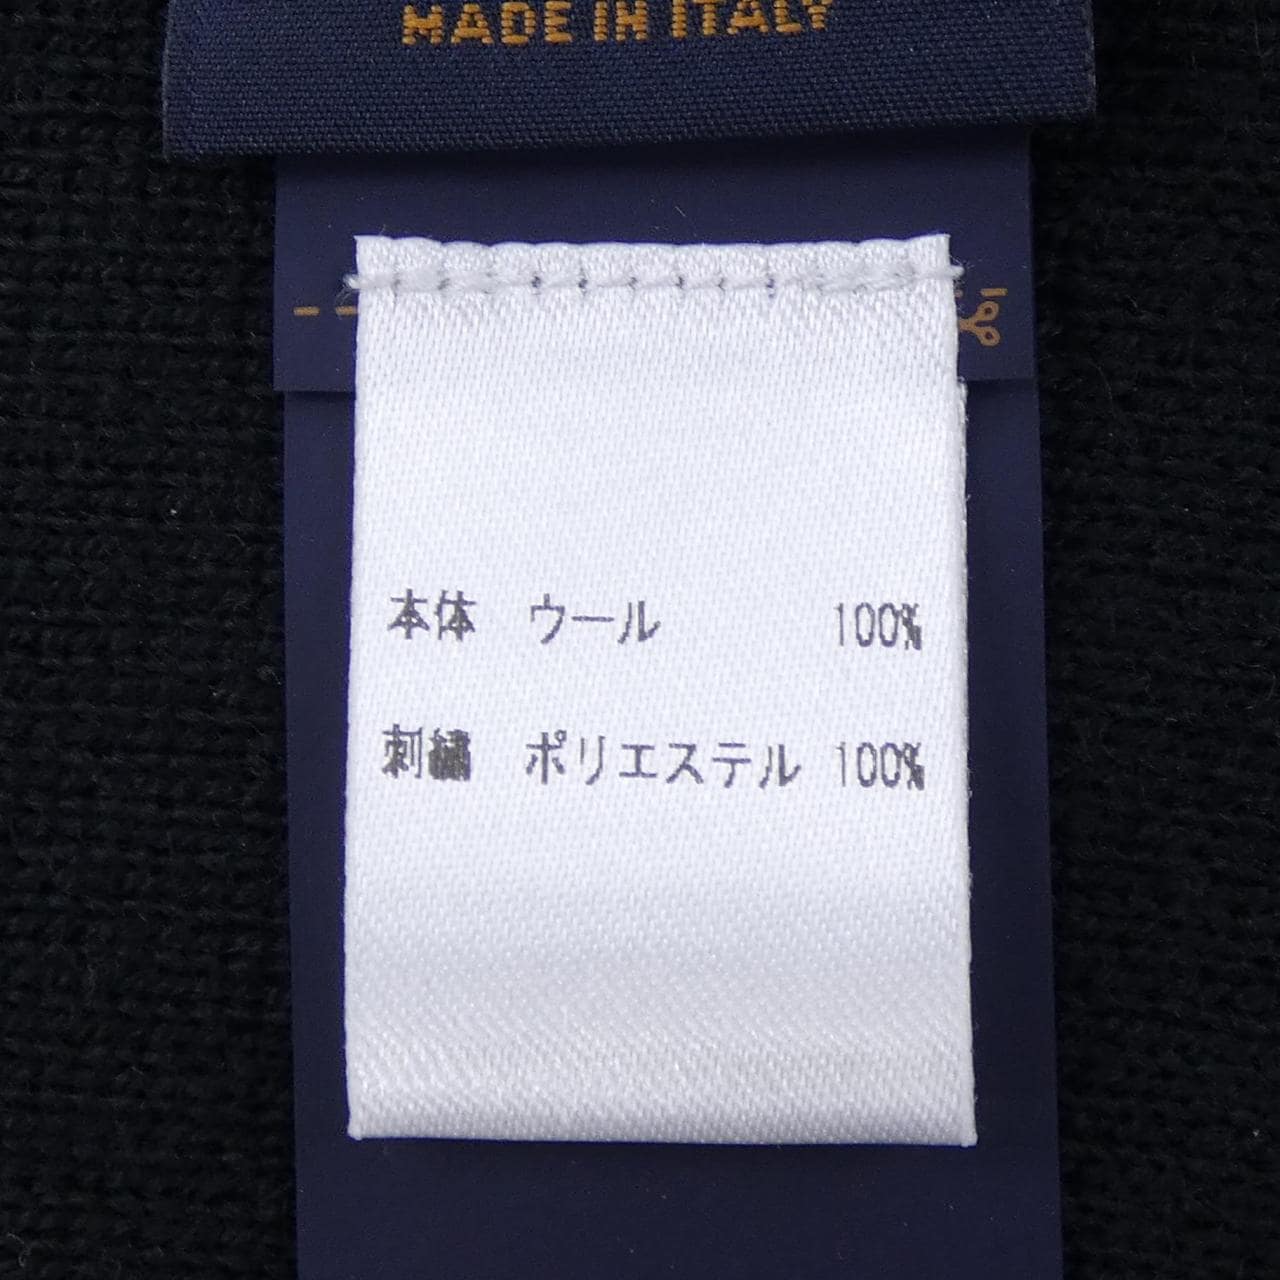 MADE IN ITALY
本体 ウール 100%
刺繍 ポリエステル 100%